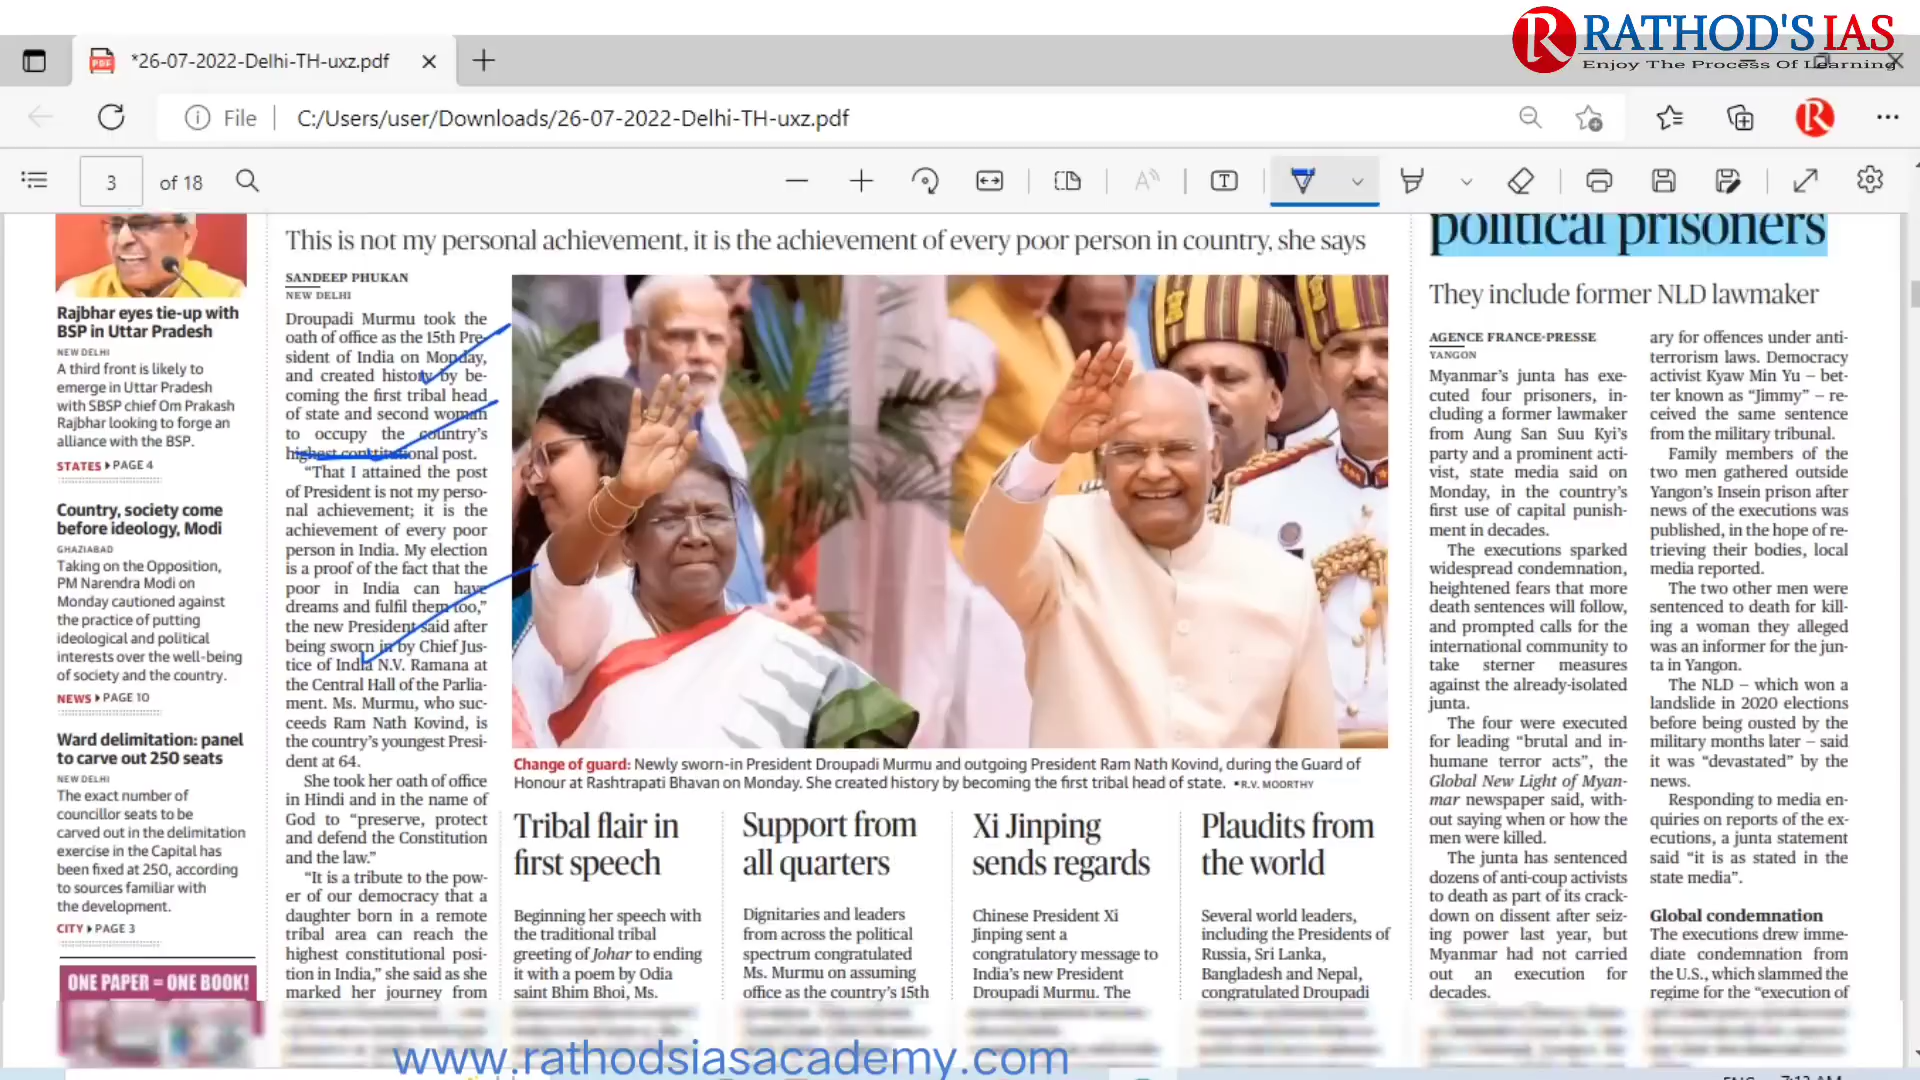 RATHOD'S IAS
Enjoy The Process Of Learning
*26-07-2022-Delhi-TH-uxz.pdf
File
C:/Users/user/Downloads/26-07-2022-Delhi-TH-uxz.pdf
3
of 18
Rajbhar eyes tie-up with
BSP in Uttar Pradesh
NEW DELHI
A third front is likely to
emerge in Uttar Pradesh
with SBSP chief Om Prakash
Rajbhar looking to forge an
alliance with the BSP.
STATES PAGE 4
Country, society come
before ideology, Modi
GHAZIABAD
Taking on the Opposition,
PM Narendra Modi on
Monday cautioned against
the practice of putting
ideological and political
interests over the well-being
of society and the country.
NEWS PAGE 10
Ward delimitation: panel
to carve out 250 seats
NEW DELHI
The exact number of
councillor seats to be
carved out in the delimitation
exercise in the Capital has
been fixed at 250, according
to sources familiar with
the development.
CITY PAGE 3
ONE PAPER = ONE BOOK!
This is not my personal achievement, it is the achievement of every poor person in country, she says
SANDEEP PHUKAN
NEW DELHI
Droupadi Murmu took the
oath of office as the 15th Pre-
sident of India on Monday,
and created history by be-
coming the first tribal head
of state and second woman
to occupy the country's
highest constitutional post.
"That I attained the post
of President is not my perso-
nal achievement; it is the
achievement of every poor
person in India. My election
is a proof of the fact that the
poor in India can have
dreams and fulfil them too,"
the new President said after
being sworn in by Chief Jus-
tice of India N.V. Ramana at
the Central Hall of the Parlia-
ment. Ms. Murmu, who suc-
ceeds Ram Nath Kovind, is
the country's youngest Presi-
dent at 64.
She took her oath of office
in Hindi and in the name of
God to "preserve, protect
and defend the Constitution
and the law."
"It is a tribute to the pow-
er of our democracy that a
daughter born in a remote
tribal area can reach the
highest constitutional posi-
tion in India," she said as she
marked her journey from
Change of guard: Newly sworn-in President Droupadi Murmu and outgoing President Ram Nath Kovind, during the Guard of
Honour at Rashtrapati Bhavan on Monday. She created history by becoming the first tribal head of state. R.V. MOORTHY
Tribal flair in
first speech
Beginning her speech with
the traditional tribal
greeting of Johar to ending
it with a poem by Odia
saint Bhim Bhoi, Ms.
Support from
all quarters
Dignitaries and leaders
from across the political
spectrum congratulated
Ms. Murmu on assuming
office as the country's 15th
Xi Jinping
sends regards
Chinese President Xi
Jinping sent a
congratulatory message to
India's new President
Droupadi Murmu. The
Plaudits from
the world
Several world leaders,
including the Presidents of
Russia, Sri Lanka,
Bangladesh and Nepal,
congratulated Droupadi
political prisoners
They include former NLD lawmaker
AGENCE FRANCE-PRESSE
YANGON
Myanmar's junta has exe-
cuted four prisoners, in-
cluding a former lawmaker
from Aung San Suu Kyi's
party and a prominent acti-
vist, state media said on
Monday, in the country's
first use of capital punish-
ment in decades.
The executions sparked
widespread condemnation,
heightened fears that more
death sentences will follow,
and prompted calls for the
international community to
take sterner measures
against the already-isolated
junta.
The four were executed
for leading "brutal and in-
humane terror acts", the
Global New Light of Myan-
mar newspaper said, with-
out saying when or how the
men were killed.
The junta has sentenced
dozens of anti-coup activists
to death as part of its crack-
down on dissent after seiz-
ing power last year, but
Myanmar had not carried
out an execution for
decades.
ary for offences under anti-
terrorism laws. Democracy
activist Kyaw Min Yu – bet-
ter known as "Jimmy" – re-
ceived the same sentence
from the military tribunal.
Family members of the
two men gathered outside
Yangon's Insein prison after
news of the executions was
published, in the hope of re-
trieving their bodies, local
media reported.
The two other men were
sentenced to death for kill-
ing a woman they alleged
was an informer for the jun-
ta in Yangon.
The NLD – which won a
landslide in 2020 elections
before being ousted by the
military months later – said
it was "devastated" by the
news.
Responding to media en-
quiries on reports of the ex-
ecutions, a junta statement
said "it is as stated in the
state media".
Global condemnation
The executions drew imme-
diate condemnation from
the U.S., which slammed the
regime for the "execution of
www.rathodsiasacademy.com